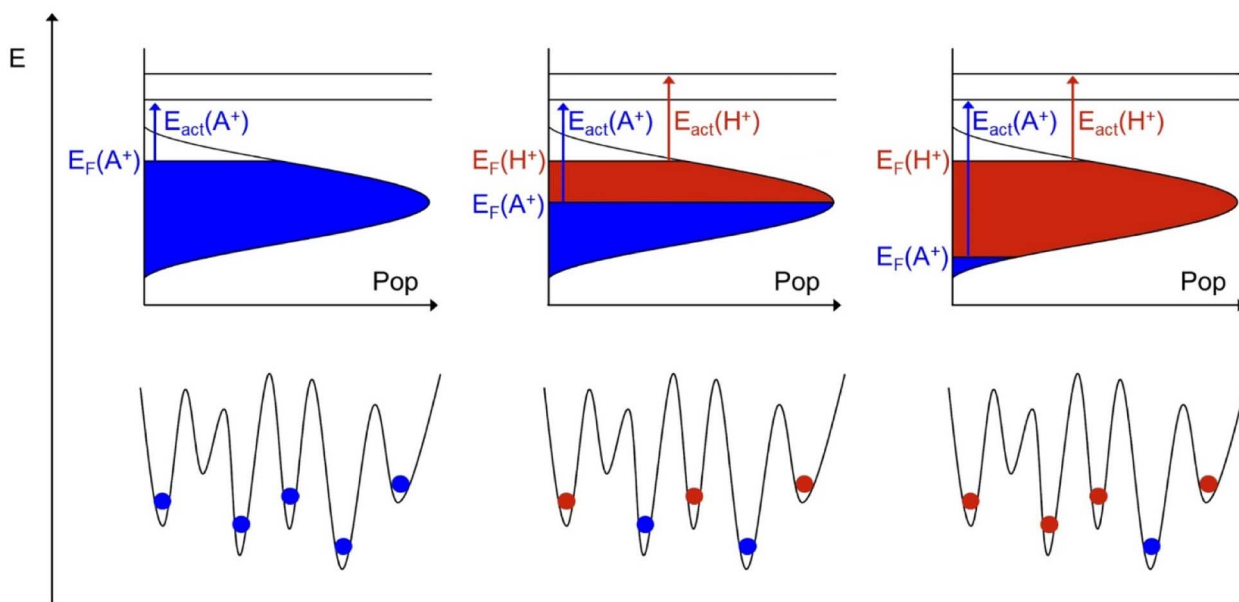 E
E_act(A⁺)
E_F(A⁺)
Pop
E_act(A⁺)
E_act(H⁺)
E_F(H⁺)
E_F(A⁺)
Pop
E_act(A⁺)
E_act(H⁺)
E_F(H⁺)
E_F(A⁺)
Pop